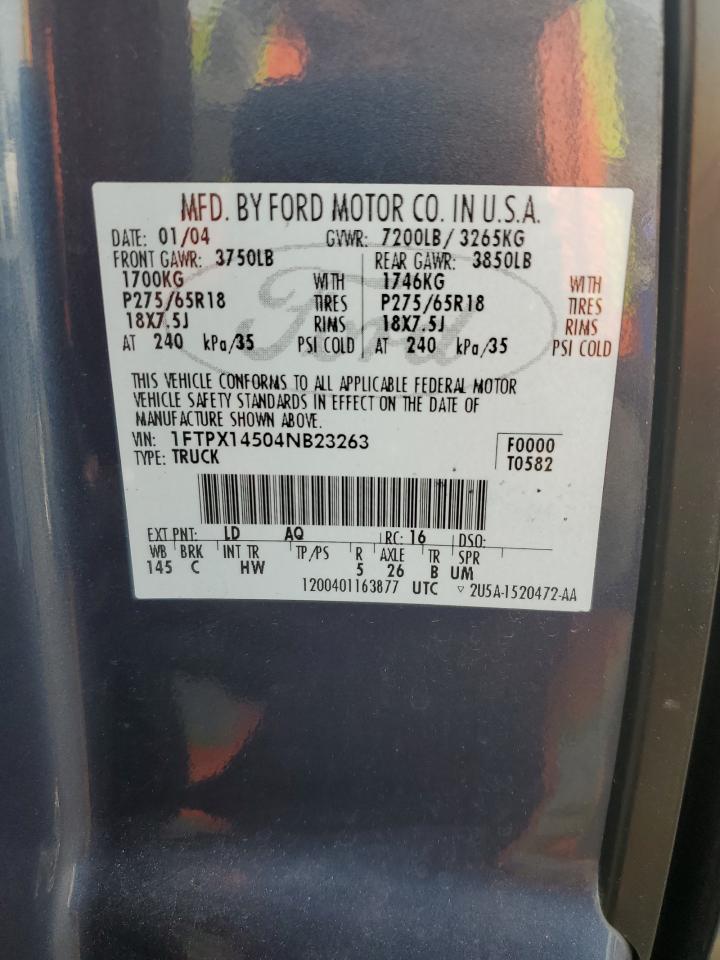 MFD. BY FORD MOTOR CO. IN U.S.A.
DATE: 01/04 GVWR: 7200LB/ 3265KG
FRONT GAWR: 3750LB REAR GAWR: 3850LB
1700KG WITH 1746KG WITH
P275/65R18 TIRES P275/65R18 TIRES
18X7.5J RIMS 18X7.5J RIMS
AT 240 kPa/35 PSI COLD AT 240 kPa/35 PSI COLD
Ford
THIS VEHICLE CONFORMS TO ALL APPLICABLE FEDERAL MOTOR
VEHICLE SAFETY STANDARDS IN EFFECT ON THE DATE OF
MANUFACTURE SHOWN ABOVE.
VIN: 1FTPX14504NB23263 F0000
TYPE: TRUCK T0582
EXT PNT: LD AQ RC: 16 DSO:
WB BRK INT TR TP/PS R AXLE TR SPR
145 C HW 5 26 B UM
1200401163877 UTC ▽ 2U5A-1520472-AA